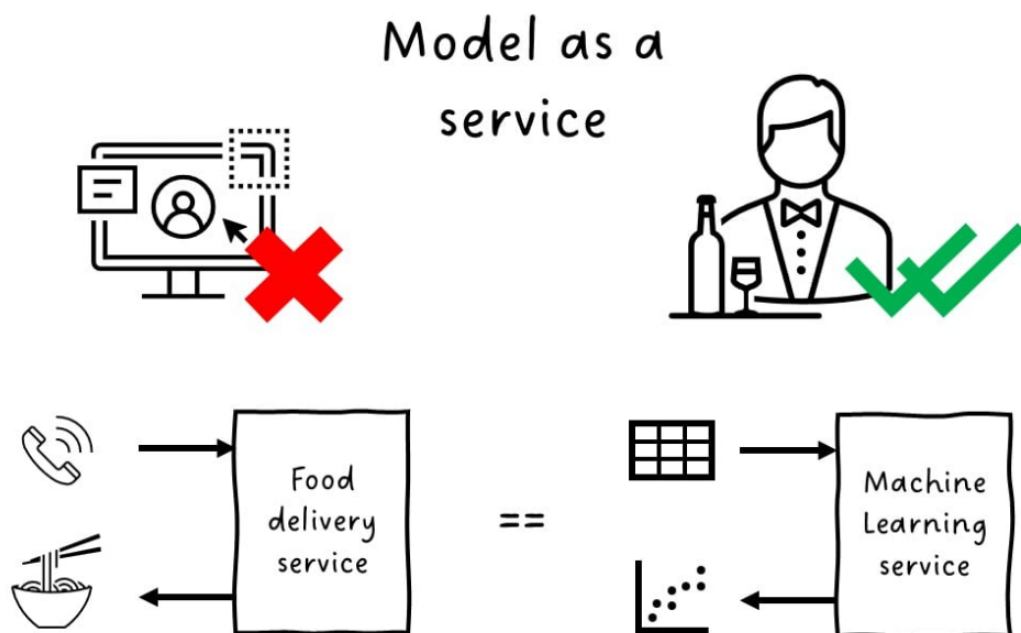 Model as a
service
Food
delivery
service
==
Machine
Learning
service